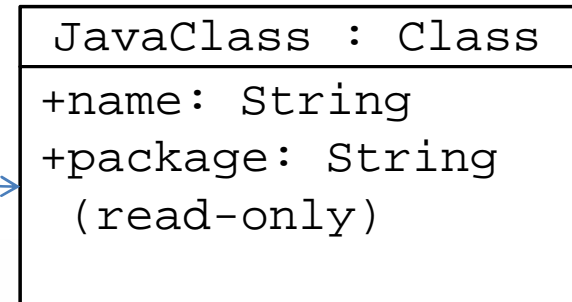 JavaClass : Class
+name: String
+package: String
(read-only)